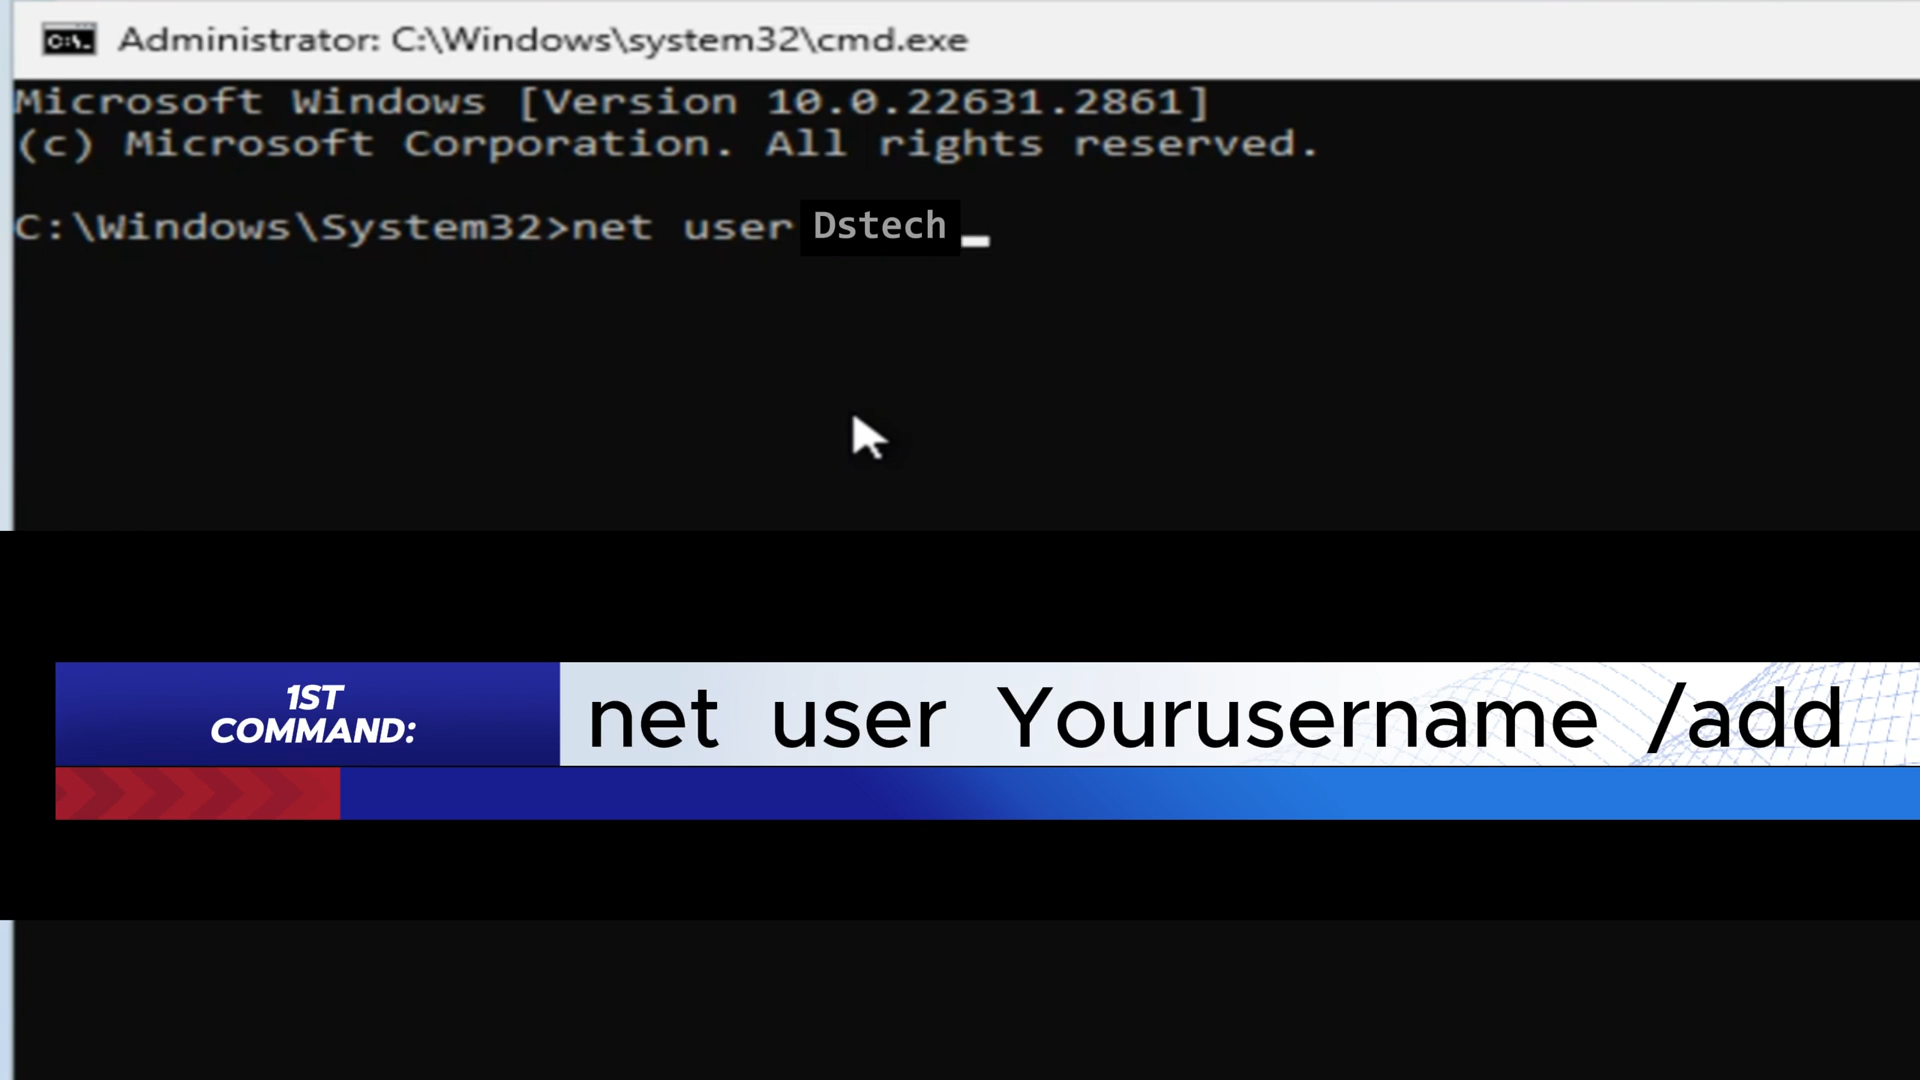 Administrator: C:\Windows\system32\cmd.exe
Microsoft Windows [Version 10.0.22631.2861]
(c) Microsoft Corporation. All rights reserved.
C:\Windows\System32>net user Dstech_
1ST
COMMAND:
net user Yourusername /add